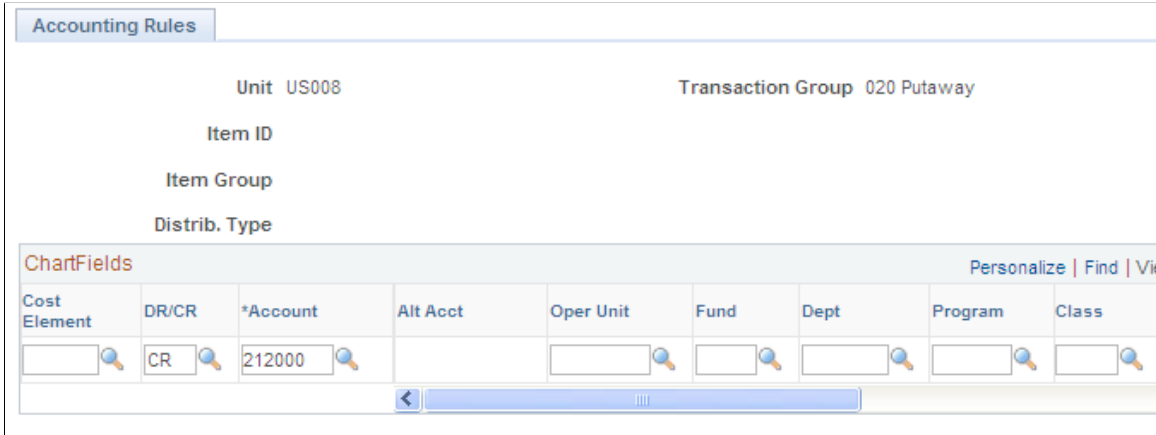 Accounting Rules
Unit US008 Transaction Group 020 Putaway
Item ID
Item Group
Distrib. Type
ChartFields Personalize | Find | Vie
Cost Element DR/CR *Account Alt Acct Oper Unit Fund Dept Program Class
CR 212000